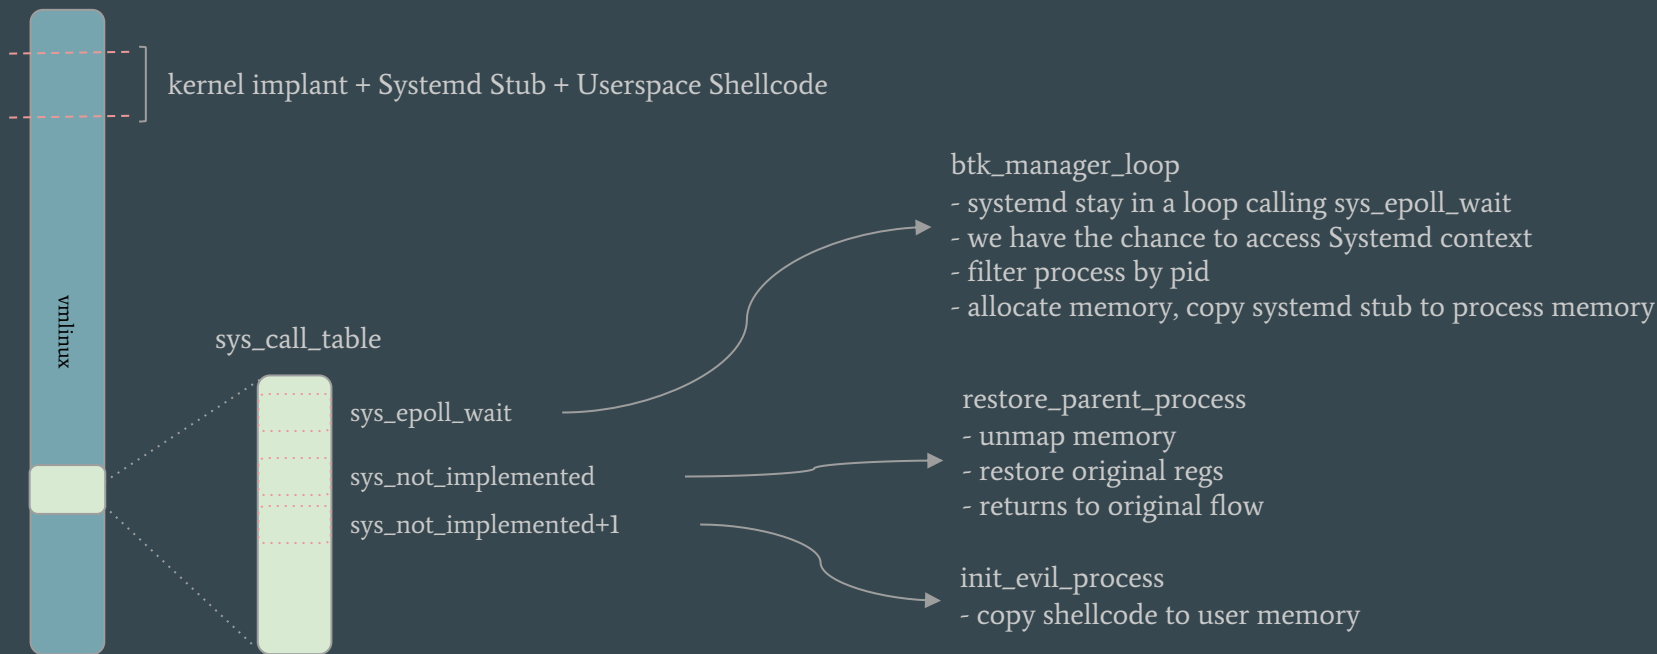 kernel implant + Systemd Stub + Userspace Shellcode
btk_manager_loop
- systemd stay in a loop calling sys_epoll_wait
- we have the chance to access Systemd context
- filter process by pid
- allocate memory, copy systemd stub to process memory
vmlinux
sys_call_table
sys_epoll_wait
sys_not_implemented
sys_not_implemented+1
restore_parent_process
- unmap memory
- restore original regs
- returns to original flow
init_evil_process
- copy shellcode to user memory